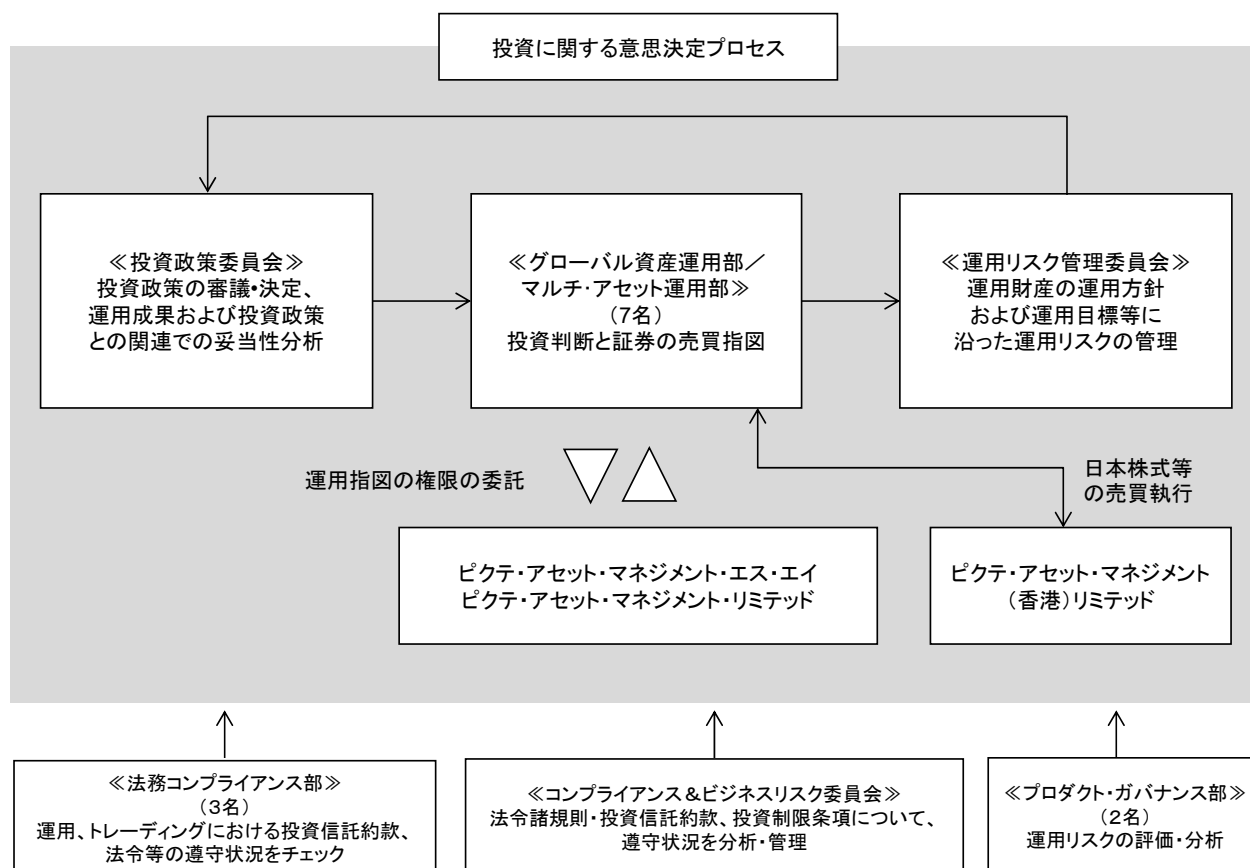 投資に関する意思決定プロセス
≪投資政策委員会≫
投資政策の審議・決定、
運用成果および投資政策
との関連での妥当性分析
≪グローバル資産運用部／
マルチ・アセット運用部≫
（7名）
投資判断と証券の売買指図
≪運用リスク管理委員会≫
運用財産の運用方針
および運用目標等に
沿った運用リスクの管理
運用指図の権限の委託
日本株式等
の売買執行
ピクテ・アセット・マネジメント・エス・エイ
ピクテ・アセット・マネジメント・リミテッド
ピクテ・アセット・マネジメント
（香港）リミテッド
≪法務コンプライアンス部≫
（3名）
運用、トレーディングにおける投資信託約款、
法令等の遵守状況をチェック
≪コンプライアンス＆ビジネスリスク委員会≫
法令諸規則・投資信託約款、投資制限条項について、
遵守状況を分析・管理
≪プロダクト・ガバナンス部≫
（2名）
運用リスクの評価・分析